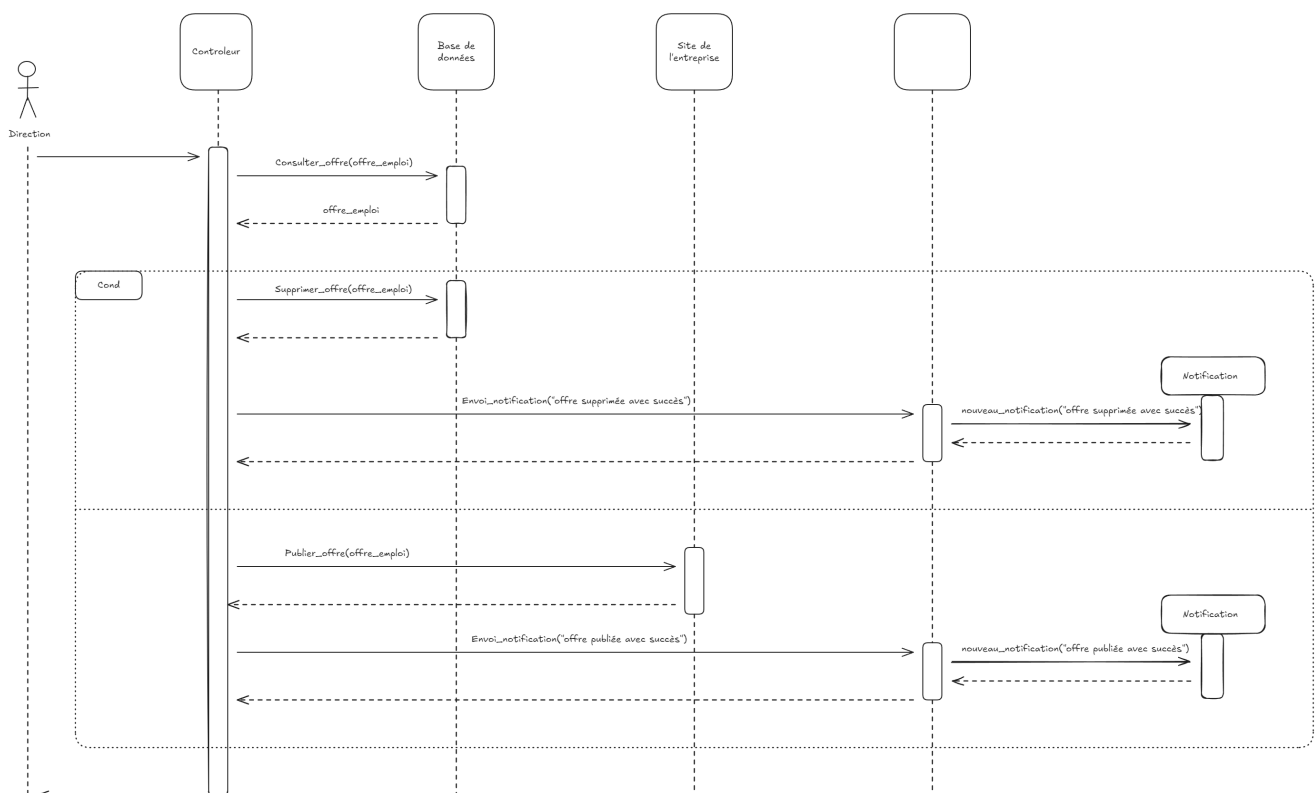 Controleur
Base de
données
Site de
l'entreprise
Direction
Consulter_offre(offre_emploi)
offre_emploi
Cond
Supprimer_offre(offre_emploi)
Notification
Envoi_notification("offre supprimée avec succès")
nouveau_notification("offre supprimée avec succès")
Publier_offre(offre_emploi)
Notification
Envoi_notification("offre publiée avec succès")
nouveau_notification("offre publiée avec succès")